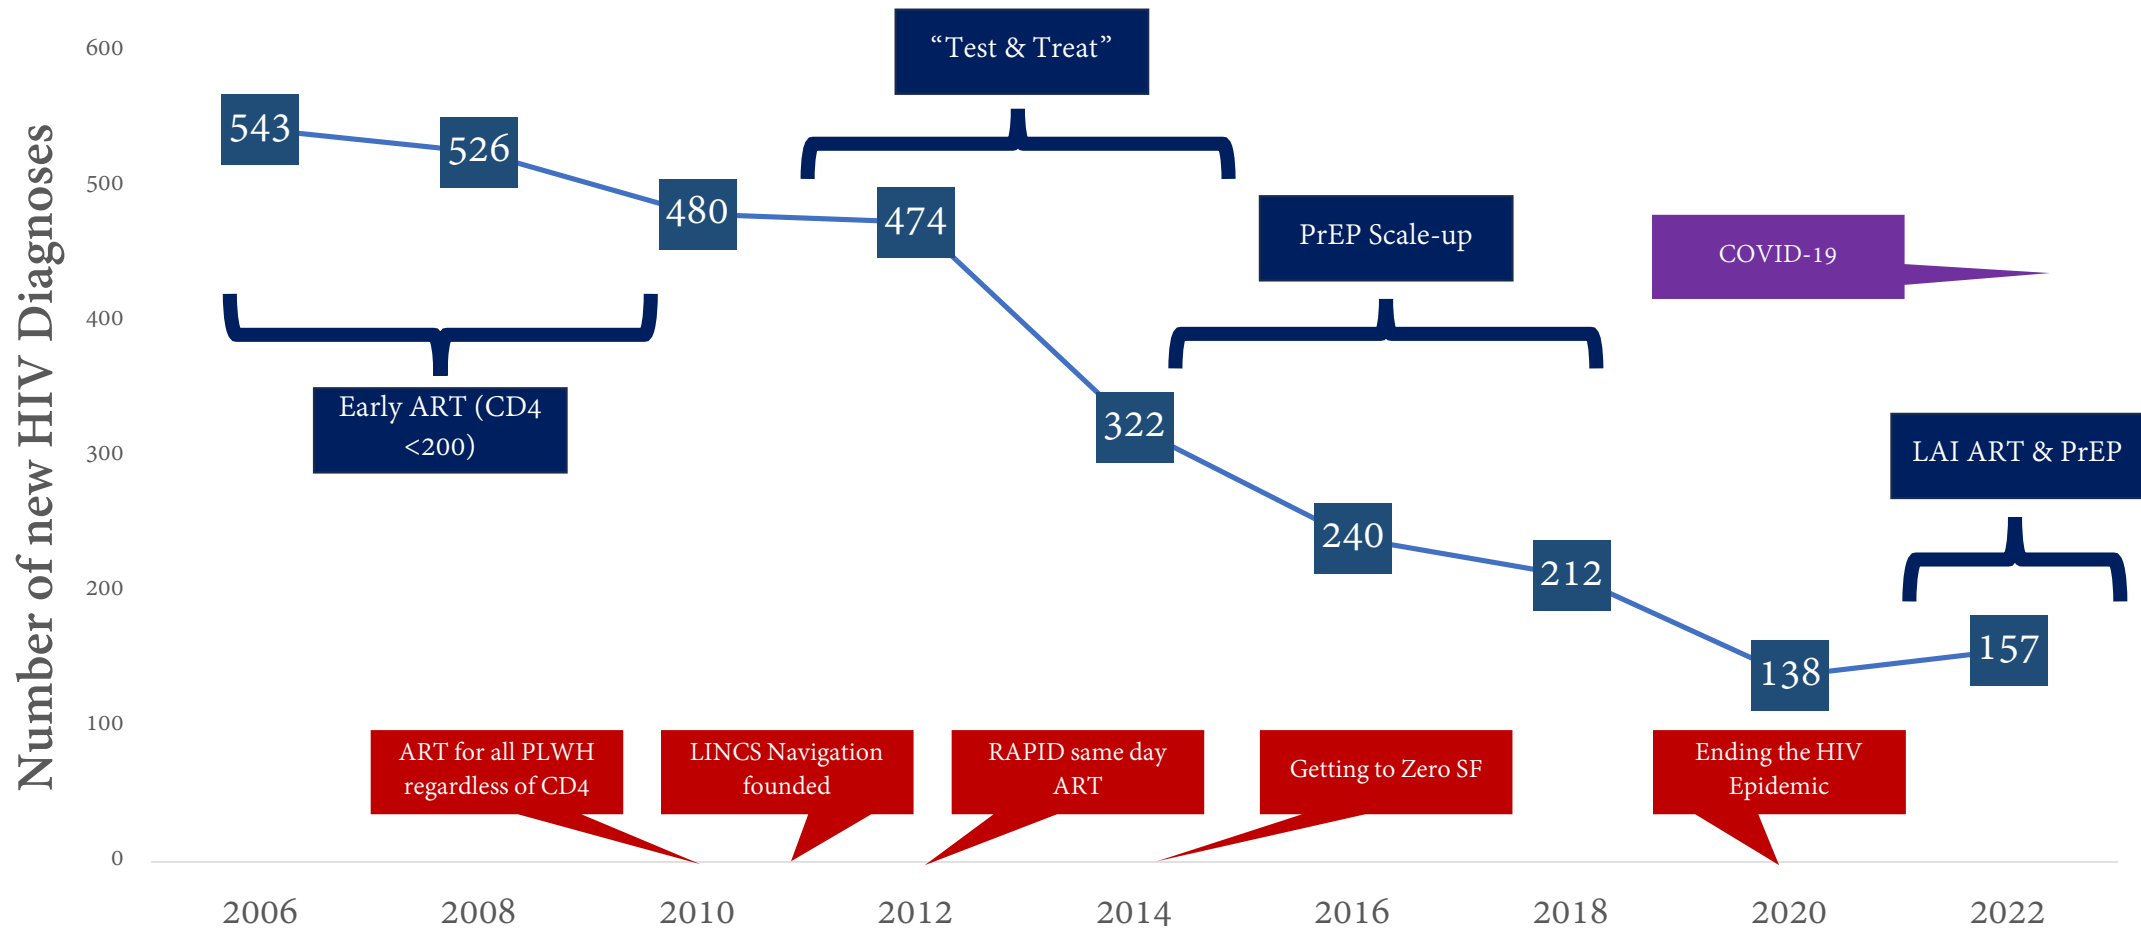 Number of new HIV Diagnoses
600
500
400
300
200
100
0
“Test & Treat”
543
526
480
474
322
240
212
138
157
PrEP Scale-up
COVID-19
Early ART (CD4
<200)
LAI ART & PrEP
ART for all PLWH
regardless of CD4
LINCS Navigation
founded
RAPID same day
ART
Getting to Zero SF
Ending the HIV
Epidemic
2006
2008
2010
2012
2014
2016
2018
2020
2022